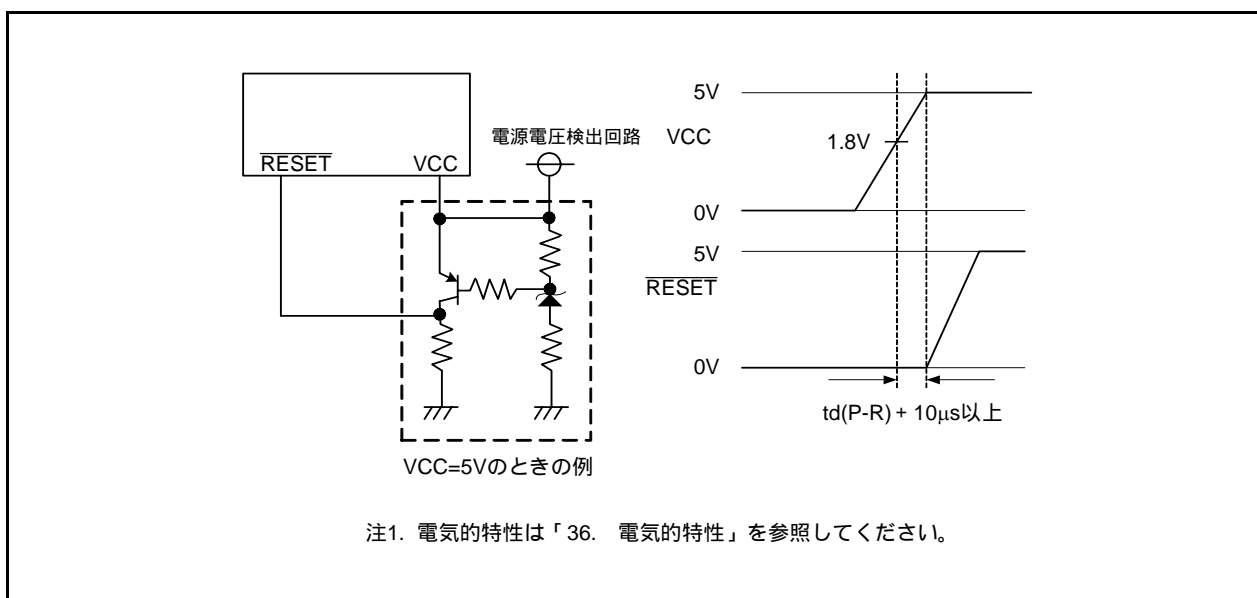 RESET VCC
電源電圧検出回路
VCC=5Vのときの例
5V
VCC
1.8V
0V
5V
RESET
0V
td(P-R) + 10μs以上
注1. 電気的特性は「36. 電気的特性」を参照してください。